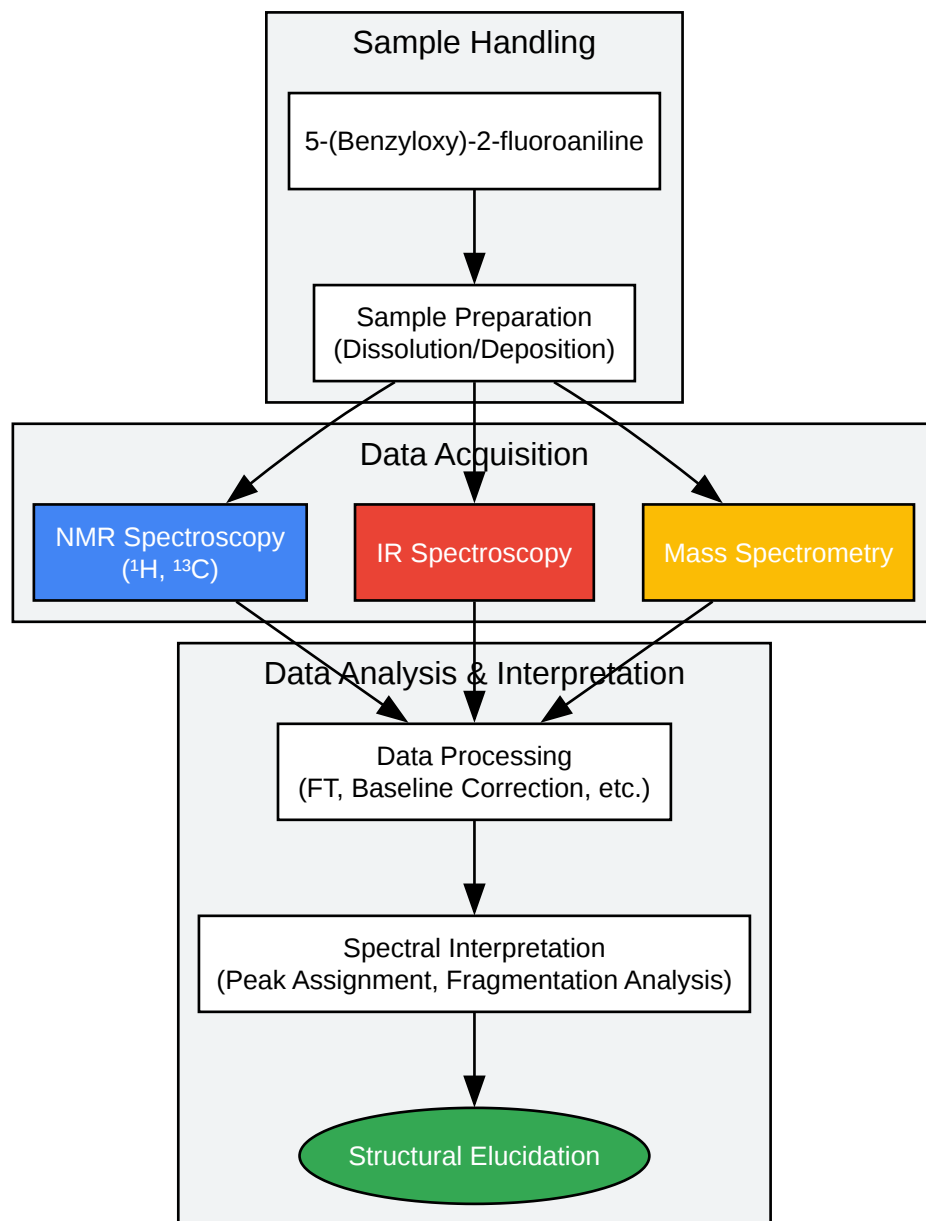 Sample Handling
5-(Benzyloxy)-2-fluoroaniline
Sample Preparation
(Dissolution/Deposition)
Data Acquisition
NMR Spectroscopy
(¹H, ¹³C)
IR Spectroscopy
Mass Spectrometry
Data Analysis & Interpretation
Data Processing
(FT, Baseline Correction, etc.)
Spectral Interpretation
(Peak Assignment, Fragmentation Analysis)
Structural Elucidation